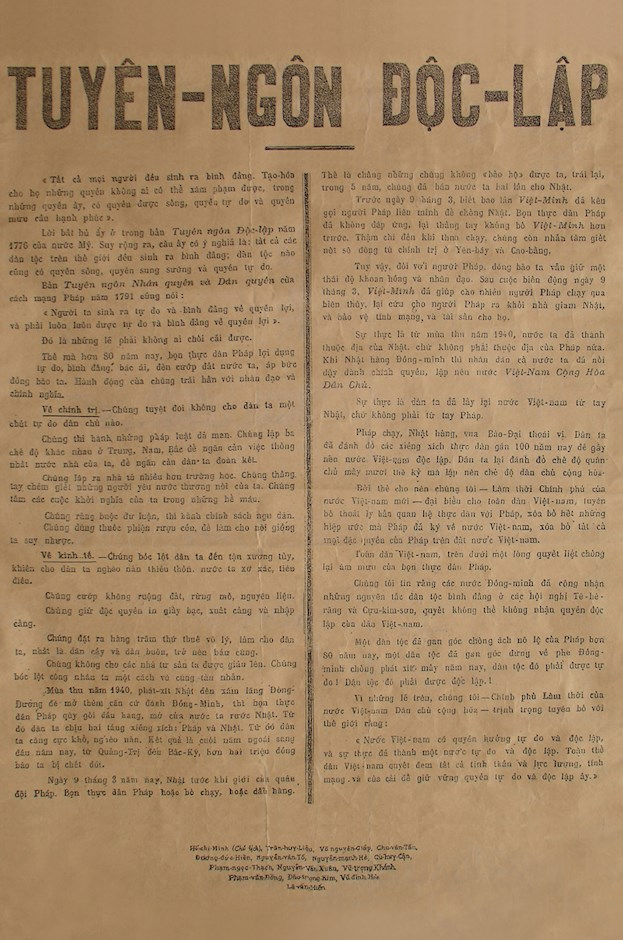 TUYÊN-NGÔN ĐỘC-LẬP
« Tất cả mọi người đều sinh ra bình đẳng. Tạo-hóa
cho họ những quyền không ai có thể xâm phạm được, trong
những quyền ấy, có quyền được sống, quyền tự do và quyền
mưu cầu hạnh phúc ».
Lời bất hủ ấy ở trong bản Tuyên ngôn Độc-lập năm
1776 của nước Mỹ. Suy rộng ra, câu ấy có ý nghĩa là: tất cả các
dân tộc trên thế giới đều sinh ra bình đẳng; dân tộc nào
cũng có quyền sống, quyền sung sướng và quyền tự do.
Bản Tuyên ngôn Nhân quyền và Dân quyền của
cách mạng Pháp năm 1791 cũng nói:
« Người ta sinh ra tự do và bình đẳng về quyền lợi,
và phải luôn luôn được tự do và bình đẳng về quyền lợi ».
Đó là những lẽ phải không ai chối cãi được.
Thế mà hơn 80 năm nay, bọn thực dân Pháp lợi dụng
tự do, bình đẳng, bác ái, đến cướp đất nước ta, áp bức
đồng bào ta. Hành động của chúng trái hẳn với nhân đạo và
chính nghĩa.
Về chính trị.—Chúng tuyệt đối không cho dân ta một
chút tự do dân chủ nào.
Chúng thi hành những pháp luật dã man. Chúng lập ba
chế độ khác nhau ở Trung, Nam, Bắc để ngăn cản việc thống
nhất nước nhà của ta, để ngăn cản dân ta đoàn kết.
Chúng lập ra nhà tù nhiều hơn trường học. Chúng thẳng
tay chém giết những người yêu nước thương nòi của ta. Chúng
tắm các cuộc khởi nghĩa của ta trong những bể máu.
Chúng ràng buộc dư luận, thi hành chính sách ngu dân.
Chúng dùng thuốc phiện rượu cồn, để làm cho nòi giống
ta suy nhược.
Về kinh tế.—Chúng bóc lột dân ta đến tận xương tủy,
khiến cho dân ta nghèo nàn thiếu thốn, nước ta xơ xác, tiêu
điều.
Chúng cướp không ruộng đất, rừng mỏ, nguyên liệu.
Chúng giữ độc quyền in giấy bạc, xuất cảng và nhập
cảng.
Chúng đặt ra hàng trăm thứ thuế vô lý, làm cho dân
ta, nhất là dân cày và dân buôn, trở nên bần cùng.
Chúng không cho các nhà tư sản ta được giàu lên. Chúng
bóc lột công nhân ta một cách vô cùng tàn nhẫn.
Mùa thu năm 1940, phát-xít Nhật đến xâm lăng Đông-
Dương để mở thêm căn cứ đánh Đồng-Minh, thì bọn thực
dân Pháp qùy gối đầu hàng, mở cửa nước ta rước Nhật. Từ
đó dân ta chịu hai tầng xiềng xích: Pháp và Nhật. Từ đó dân
ta càng cực khổ, nghèo nàn. Kết quả là cuối năm ngoái sang
đầu năm nay, từ Quảng-Trị đến Bắc-Kỳ, hơn hai triệu đồng
bào ta bị chết đói.
Ngày 9 tháng 3 năm nay, Nhật tước khí giới của quân
đội Pháp. Bọn thực dân Pháp hoặc bỏ chạy, hoặc đầu hàng.
Thế là chẳng những chúng không «bảo hộ» được ta, trái lại,
trong 5 năm, chúng đã bán nước ta hai lần cho Nhật.
Trước ngày 9 tháng 3, biết bao lần Việt-Minh đã kêu
gọi người Pháp liên minh để chống Nhật. Bọn thực dân Pháp
đã không đáp ứng, lại thẳng tay khủng bố Việt-Minh hơn
trước. Thậm chí đến khi thua chạy, chúng còn nhẫn tâm giết
nốt số đông tù chính trị ở Yên-báy và Cao-bằng.
Tuy vậy, đối với người Pháp, đồng bào ta vẫn giữ một
thái độ khoan hồng và nhân đạo. Sau cuộc biến động ngày 9
tháng 3, Việt-Minh đã giúp cho nhiều người Pháp chạy qua
biên thùy, lại cứu cho người Pháp ra khỏi nhà giam Nhật,
và bảo vệ tính mạng, và tài sản cho họ.
Sự thực là từ mùa thu năm 1940, nước ta đã thành
thuộc địa của Nhật, chứ không phải thuộc địa của Pháp nữa.
Khi Nhật hàng Đồng-minh thì nhân dân cả nước ta đã nổi
dậy dành chính quyền, lập nên nước Việt-Nam Cộng Hòa
Dân Chủ.
Sự thực là dân ta đã lấy lại nước Việt-nam từ tay
Nhật, chứ không phải từ tay Pháp.
Pháp chạy, Nhật hàng, vua Bảo-Đại thoái vị. Dân ta
đã đánh đổ các xiềng xích thực dân gần 100 năm nay để gây
nên nước Việt-nam độc lập. Dân ta lại đánh đổ chế độ quân
chủ mấy mươi thế kỷ mà lập nên chế độ dân chủ cộng hòa.
Bởi thế cho nên chúng tôi — Lâm thời Chính phủ của
nước Việt-nam mới — đại biểu cho toàn dân Việt-nam, tuyên
bố thoát ly hẳn quan hệ thực dân với Pháp, xóa bỏ hết những
hiệp ước mà Pháp đã ký về nước Việt-nam, xóa bỏ tất cả
mọi đặc quyền của Pháp trên đất nước Việt-nam.
Toàn dân Việt-nam, trên dưới một lòng quyết liệt chống
lại âm mưu của bọn thực dân Pháp.
Chúng tôi tin rằng các nước Đồng-minh đã công nhận
những nguyên tắc dân tộc bình đẳng ở các hội nghị Tê-hê-
răng và Cựu-kim-sơn, quyết không thể không nhận quyền độc
lập của dân Việt-nam.
Một dân tộc đã gan góc chống ách nô lệ của Pháp hơn
80 năm nay, một dân tộc đã gan góc đứng về phe Đồng-
minh chống phát xít mấy năm nay, dân tộc đó phải được tự
do! Dân tộc đó phải được độc lập!
Vì những lẽ trên, chúng tôi — Chính phủ Lâm thời của
nước Việt-nam Dân chủ cộng hòa — trịnh trọng tuyên bố với
thế giới rằng:
« Nước Việt-nam có quyền hưởng tự do và độc lập,
và sự thực đã thành một nước tự do và độc lập. Toàn thể
dân Việt-nam quyết đem tất cả tinh thần và lực lượng, tính
mạng và của cải để giữ vững quyền tự do và độc lập ấy.»
Hồ-chí-Minh (Chủ tịch), Trần-huy-Liệu, Võ nguyên-Giáp, Chu-văn-Tấn,
Dương-đức-Hiền, Nguyễn-văn-Tố, Nguyễn-mạnh-Hà, Cù-huy-Cận,
Phạm-ngọc-Thạch, Nguyễn-Văn-Xuân, Vũ-trọng-Khánh,
Phạm-văn-Đồng, Đào-trọng-Kim, Vũ-đình-Hòe
Lê-văn-Hiến